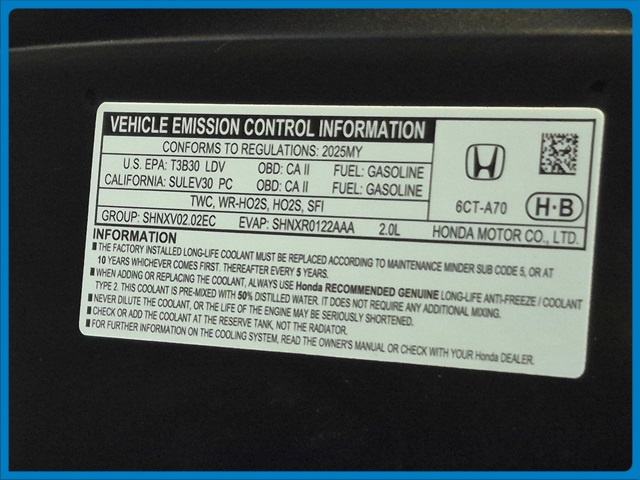 VEHICLE EMISSION CONTROL INFORMATION
CONFORMS TO REGULATIONS: 2025MY
U.S. EPA: T3B30 LDV OBD: CA II FUEL: GASOLINE
CALIFORNIA: SULEV30 PC OBD: CA II FUEL: GASOLINE
TWC, WR-HO2S, HO2S, SFI
GROUP: SHNXV02.02EC EVAP: SHNXR0122AAA 2.0L
6CT-A70
H·B
HONDA MOTOR CO., LTD.
INFORMATION
■ THE FACTORY INSTALLED LONG-LIFE COOLANT MUST BE REPLACED ACCORDING TO MAINTENANCE MINDER SUB CODE 5, OR AT
10 YEARS WHICHEVER COMES FIRST. THEREAFTER EVERY 5 YEARS.
■ WHEN ADDING OR REPLACING THE COOLANT, ALWAYS USE Honda RECOMMENDED GENUINE LONG-LIFE ANTI-FREEZE / COOLANT
TYPE 2. THIS COOLANT IS PRE-MIXED WITH 50% DISTILLED WATER. IT DOES NOT REQUIRE ANY ADDITIONAL MIXING.
■ NEVER DILUTE THE COOLANT, OR THE LIFE OF THE ENGINE MAY BE SERIOUSLY SHORTENED.
■ CHECK OR ADD THE COOLANT AT THE RESERVE TANK, NOT THE RADIATOR.
■ FOR FURTHER INFORMATION ON THE COOLING SYSTEM, READ THE OWNER'S MANUAL OR CHECK WITH YOUR Honda DEALER.